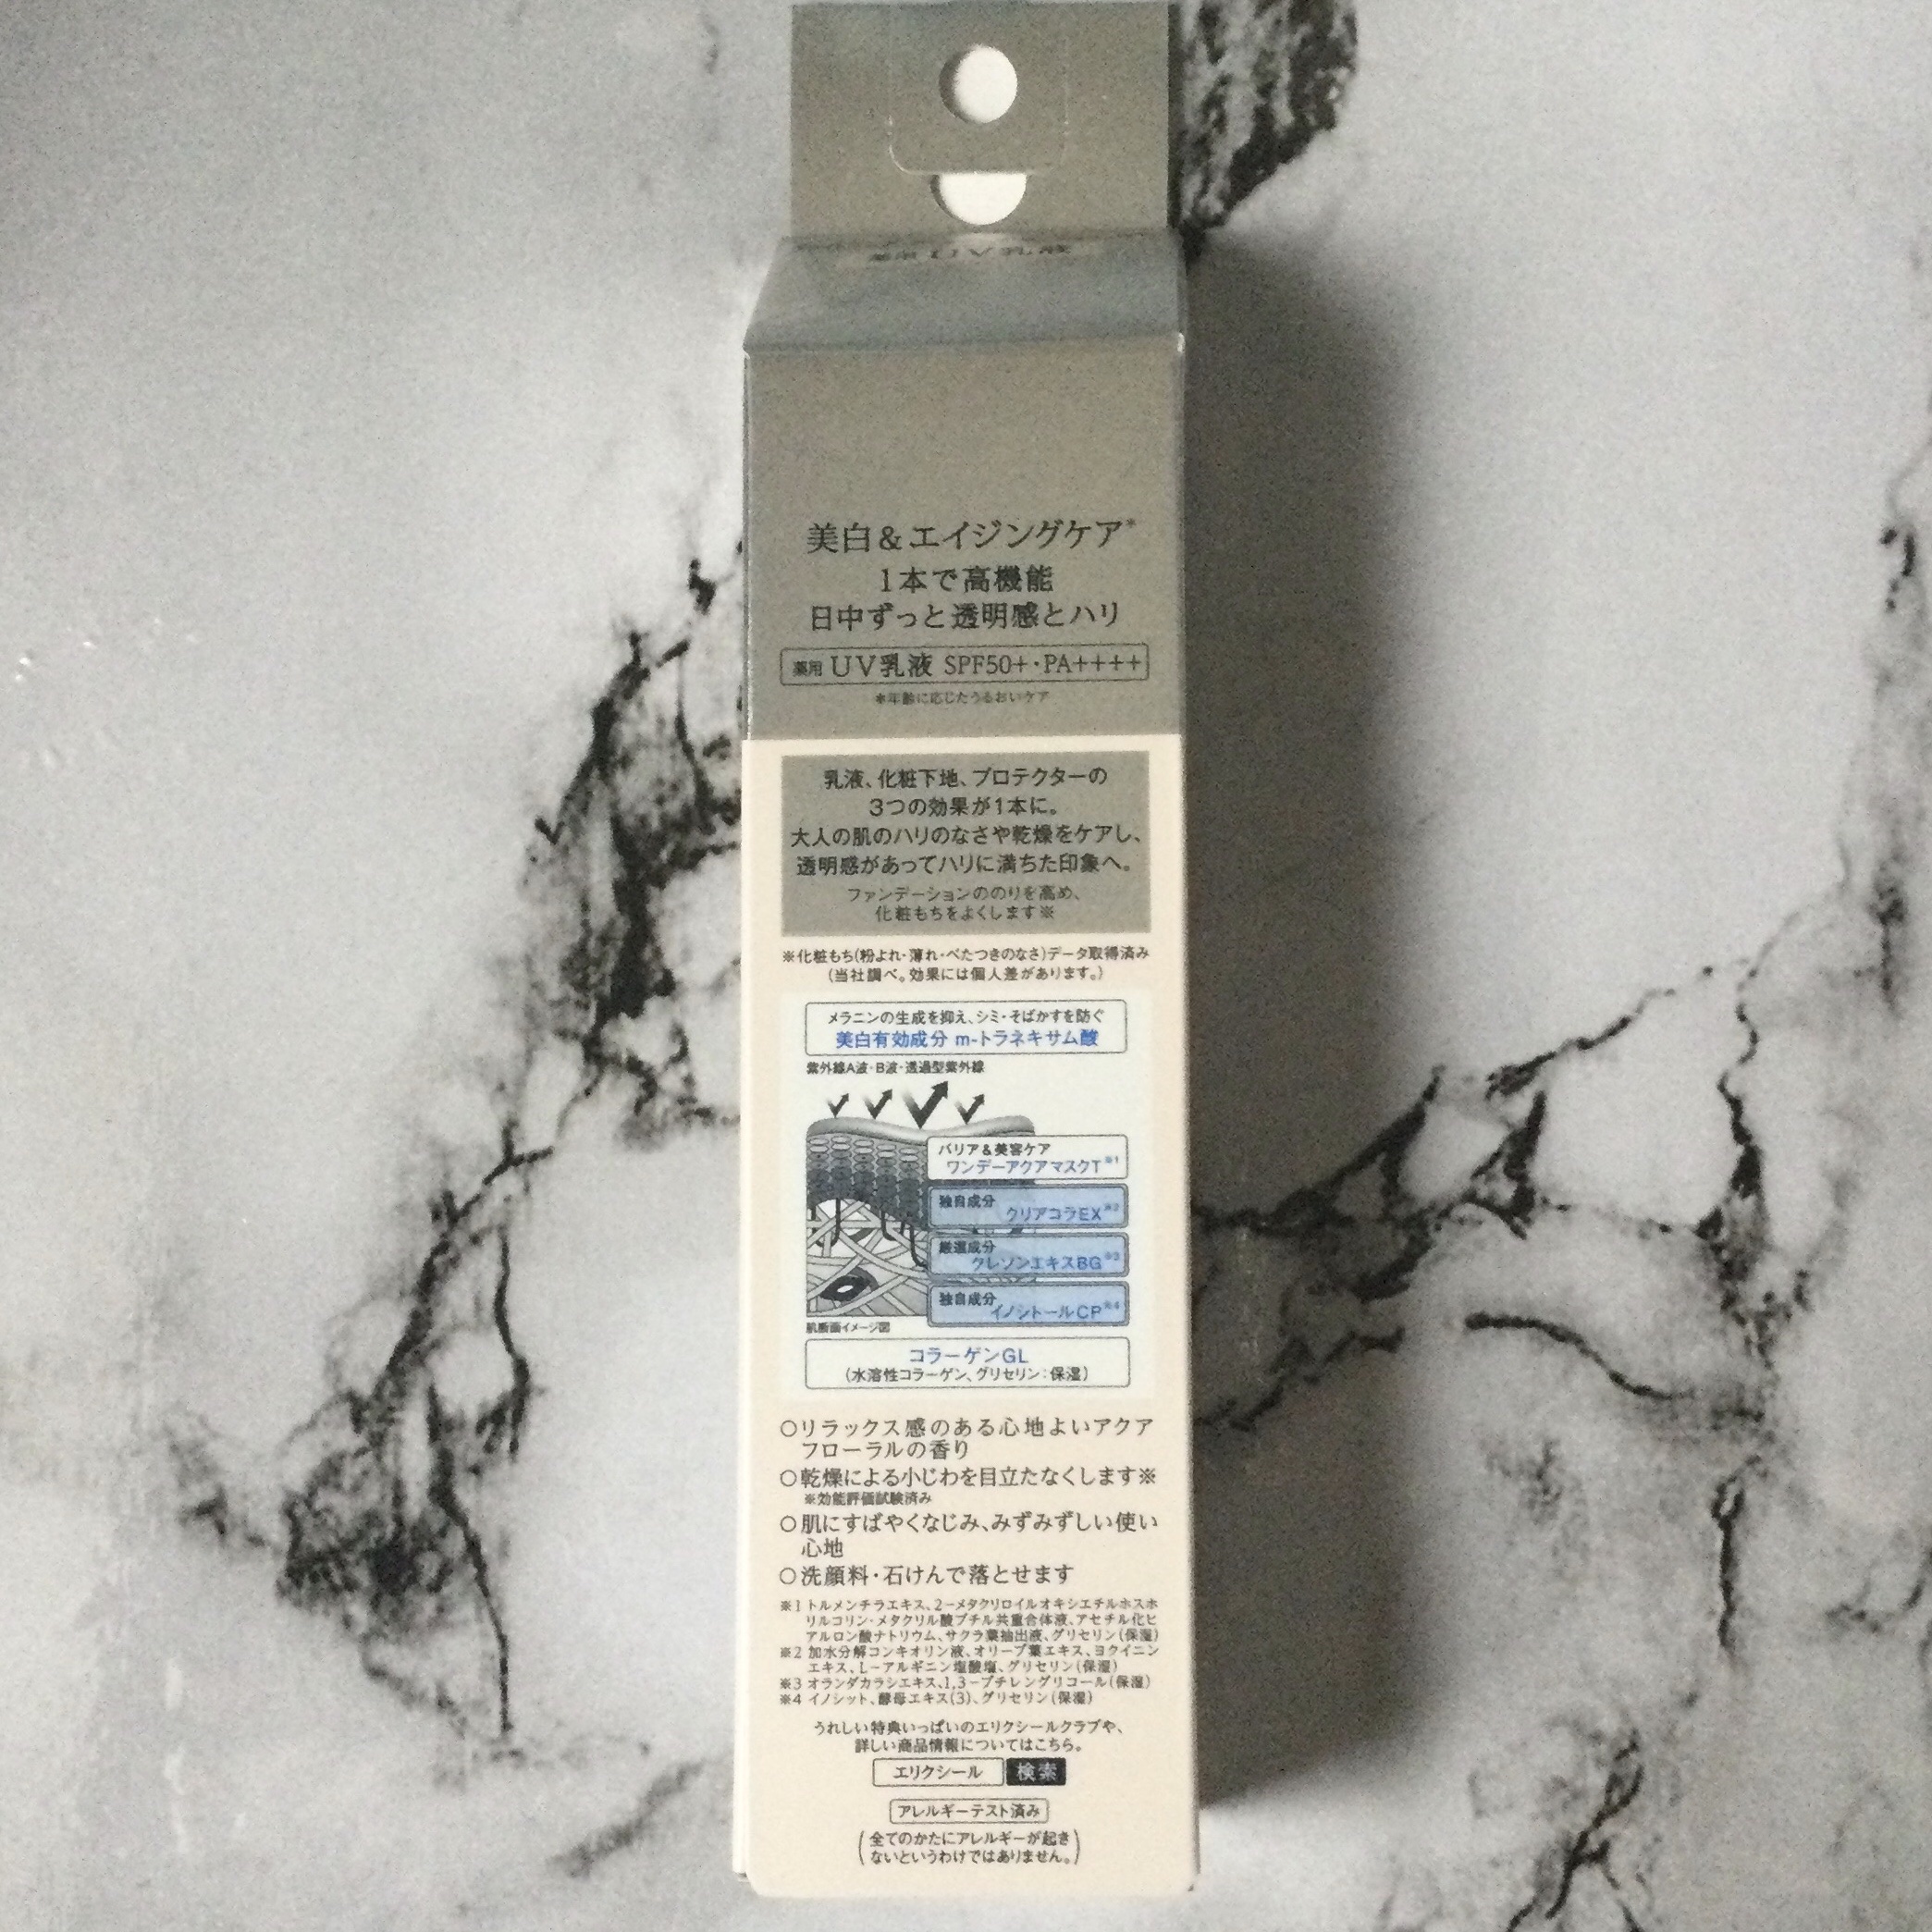 美白&エイジングケア*
1本で高機能
日中ずっと透明感とハリ
薬用 UV乳液 SPF50+・PA++++
*年齢に応じたうるおいケア
乳液、化粧下地、プロテクターの
3つの効果が1本に。
大人の肌のハリのなさや乾燥をケアし、
透明感があってハリに満ちた印象へ。
ファンデーションののりを高め、
化粧もちをよくします※
※化粧もち(粉よれ・薄れ・べたつきのなさ)データ取得済み
(当社調べ。効果には個人差があります。)
メラニンの生成を抑え、シミ・そばかすを防ぐ
美白有効成分 m-トラネキサム酸
紫外線A波・B波・透過型紫外線
バリア&美容ケア
ワンデーアクアマスクT※1
独自成分
クリアコラEX※2
厳選成分
クレソンエキスBG※3
独自成分
イノシトールCP※4
肌断面イメージ図
コラーゲンGL
(水溶性コラーゲン、グリセリン:保湿)
○リラックス感のある心地よいアクア
フローラルの香り
○乾燥による小じわを目立たなくします※
※効能評価試験済み
○肌にすばやくなじみ、みずみずしい使い
心地
○洗顔料・石けんで落とせます
※1 トルメンチラエキス、2-メタクリロイルオキシエチルホスホ
リルコリン・メタクリル酸ブチル共重合体液、アセチル化ヒ
アルロン酸ナトリウム、サクラ葉抽出液、グリセリン(保湿)
※2 加水分解コンキオリン液、オリーブ葉エキス、ヨクイニン
エキス、L-アルギニン塩酸塩、グリセリン(保湿)
※3 オランダカラシエキス、1,3-ブチレングリコール(保湿)
※4 イノシット、酵母エキス(3)、グリセリン(保湿)
うれしい特典いっぱいのエリクシールクラブや、
詳しい商品情報についてはこちら。
エリクシール 検索
アレルギーテスト済み
(全てのかたにアレルギーが起き
ないというわけではありません。)